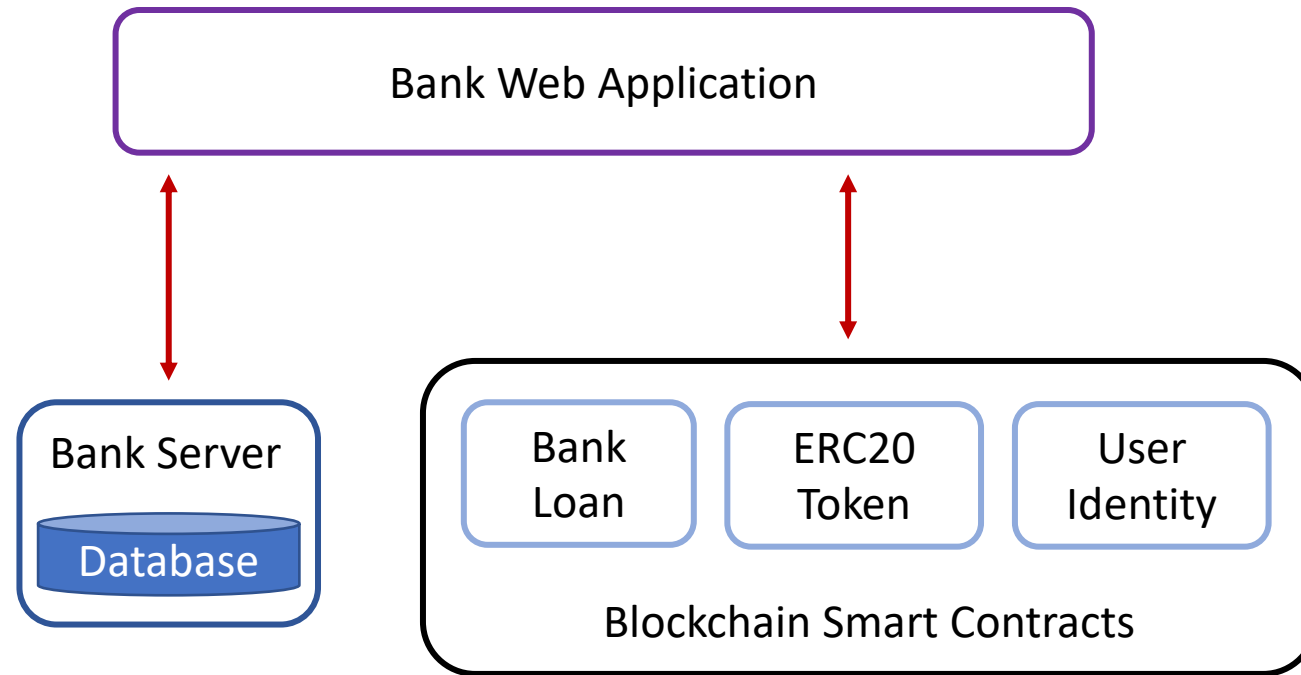 Bank Web Application
Bank Server
Database
Bank
Loan
ERC20
Token
User
Identity
Blockchain Smart Contracts